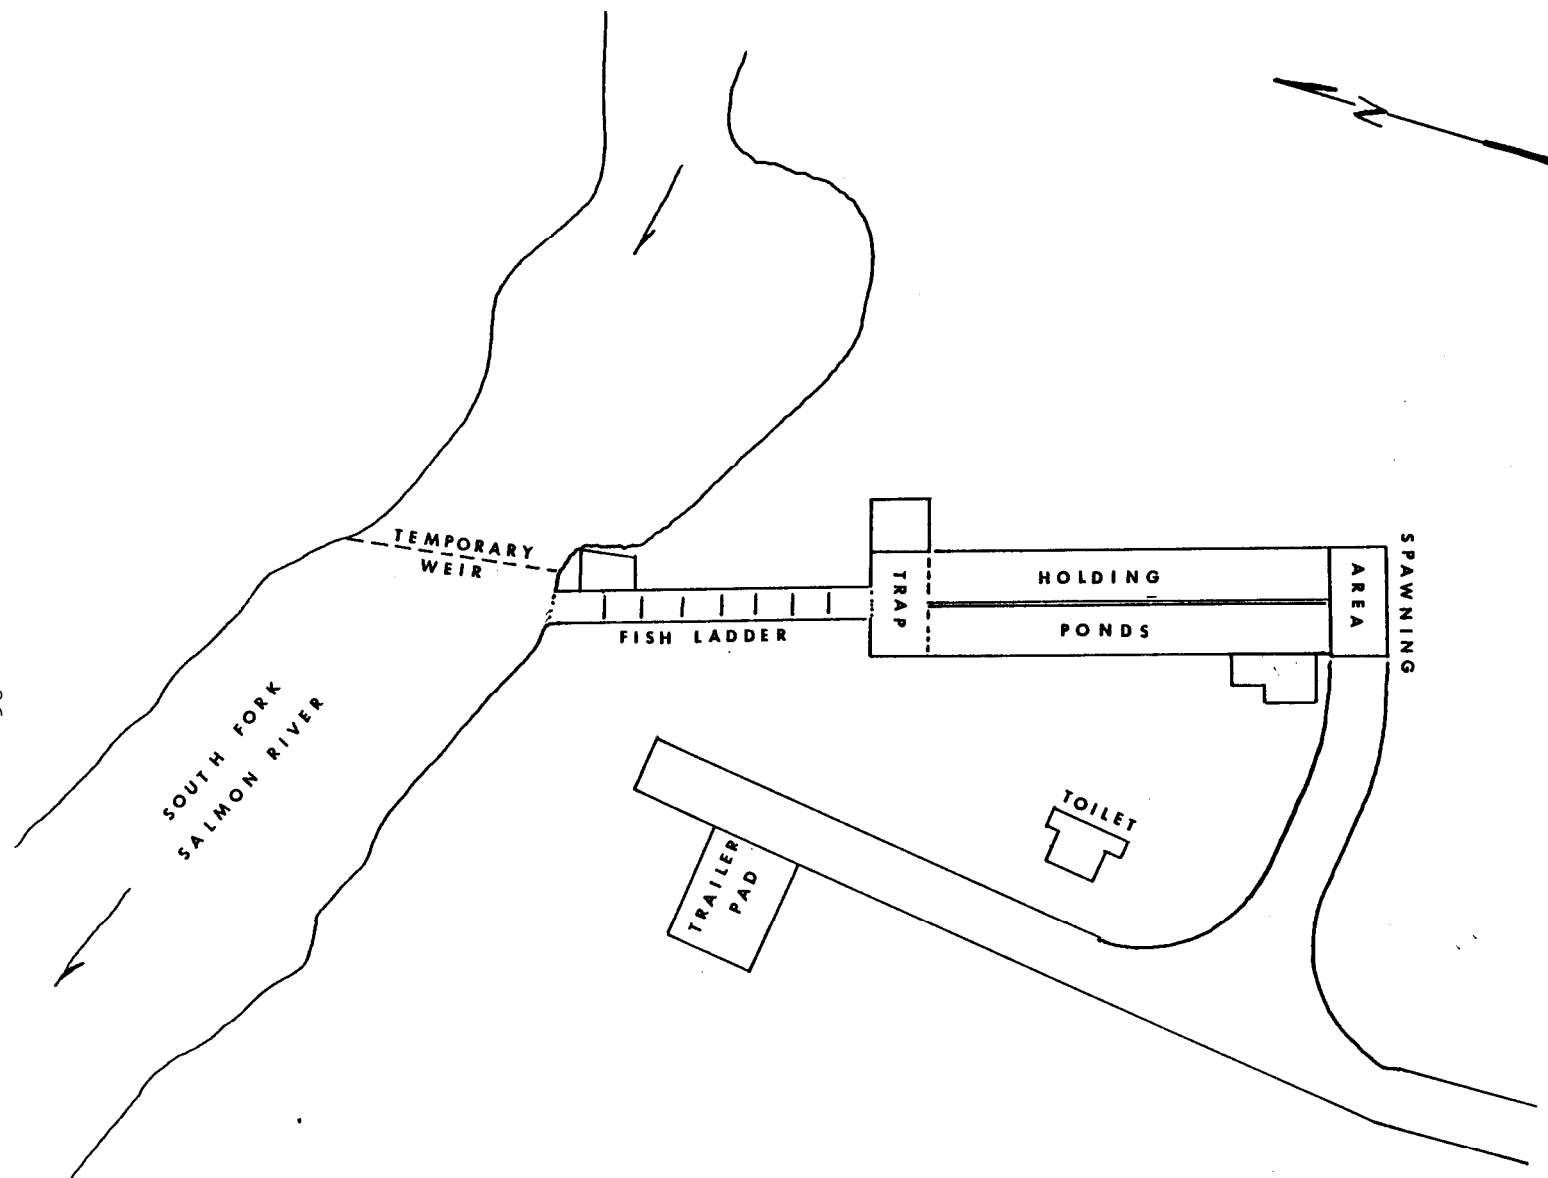 N
TEMPORARY
WEIR
SPAWNING
AREA
TRAP
HOLDING
PONDS
FISH LADDER
SOUTH FORK
SALMON RIVER
TOILET
TRAILER
PAD